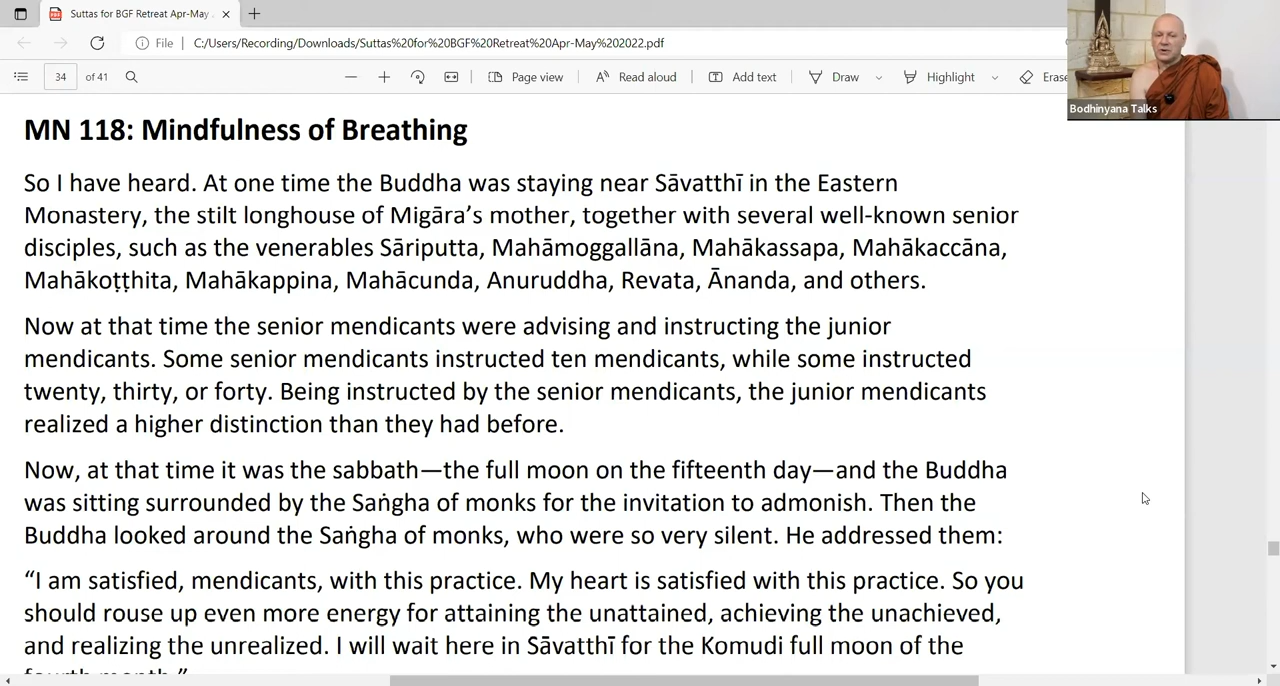 Suttas for BGF Retreat Apr-May
File C:/Users/Recording/Downloads/Suttas%20for%20BGF%20Retreat%20Apr-May%202022.pdf
34 of 41 Page view Read aloud Add text Draw Highlight Erase
Bodhinyana Talks
MN 118: Mindfulness of Breathing
So I have heard. At one time the Buddha was staying near Sāvatthī in the Eastern
Monastery, the stilt longhouse of Migāra’s mother, together with several well-known senior
disciples, such as the venerables Sāriputta, Mahāmoggallāna, Mahākassapa, Mahākaccāna,
Mahākoṭṭhita, Mahākappina, Mahācunda, Anuruddha, Revata, Ānanda, and others.
Now at that time the senior mendicants were advising and instructing the junior
mendicants. Some senior mendicants instructed ten mendicants, while some instructed
twenty, thirty, or forty. Being instructed by the senior mendicants, the junior mendicants
realized a higher distinction than they had before.
Now, at that time it was the sabbath—the full moon on the fifteenth day—and the Buddha
was sitting surrounded by the Saṅgha of monks for the invitation to admonish. Then the
Buddha looked around the Saṅgha of monks, who were so very silent. He addressed them:
“I am satisfied, mendicants, with this practice. My heart is satisfied with this practice. So you
should rouse up even more energy for attaining the unattained, achieving the unachieved,
and realizing the unrealized. I will wait here in Sāvatthī for the Komudi full moon of the
fourth month.”